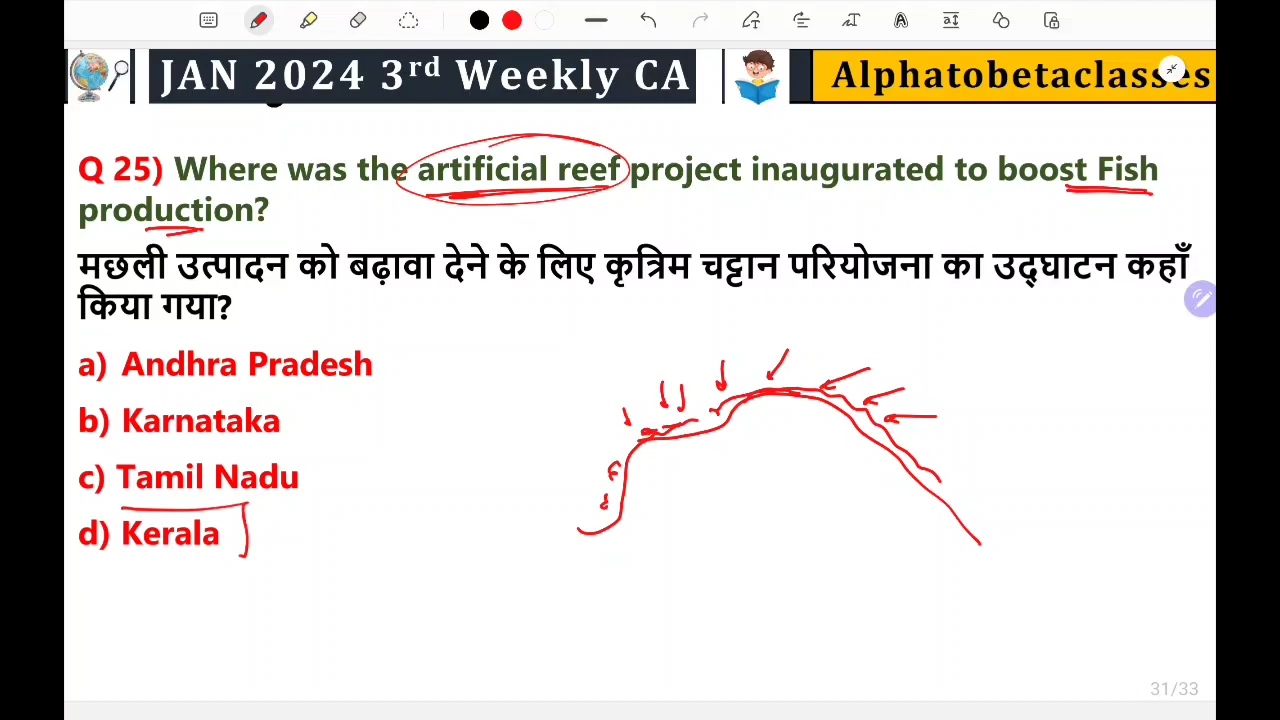 JAN 2024 3rd Weekly CA
Alphatobetaclasses
Q 25) Where was the artificial reef project inaugurated to boost Fish
production?
मछली उत्पादन को बढ़ावा देने के लिए कृत्रिम चट्टान परियोजना का उद्घाटन कहाँ
किया गया?
a) Andhra Pradesh
b) Karnataka
c) Tamil Nadu
d) Kerala
31/33